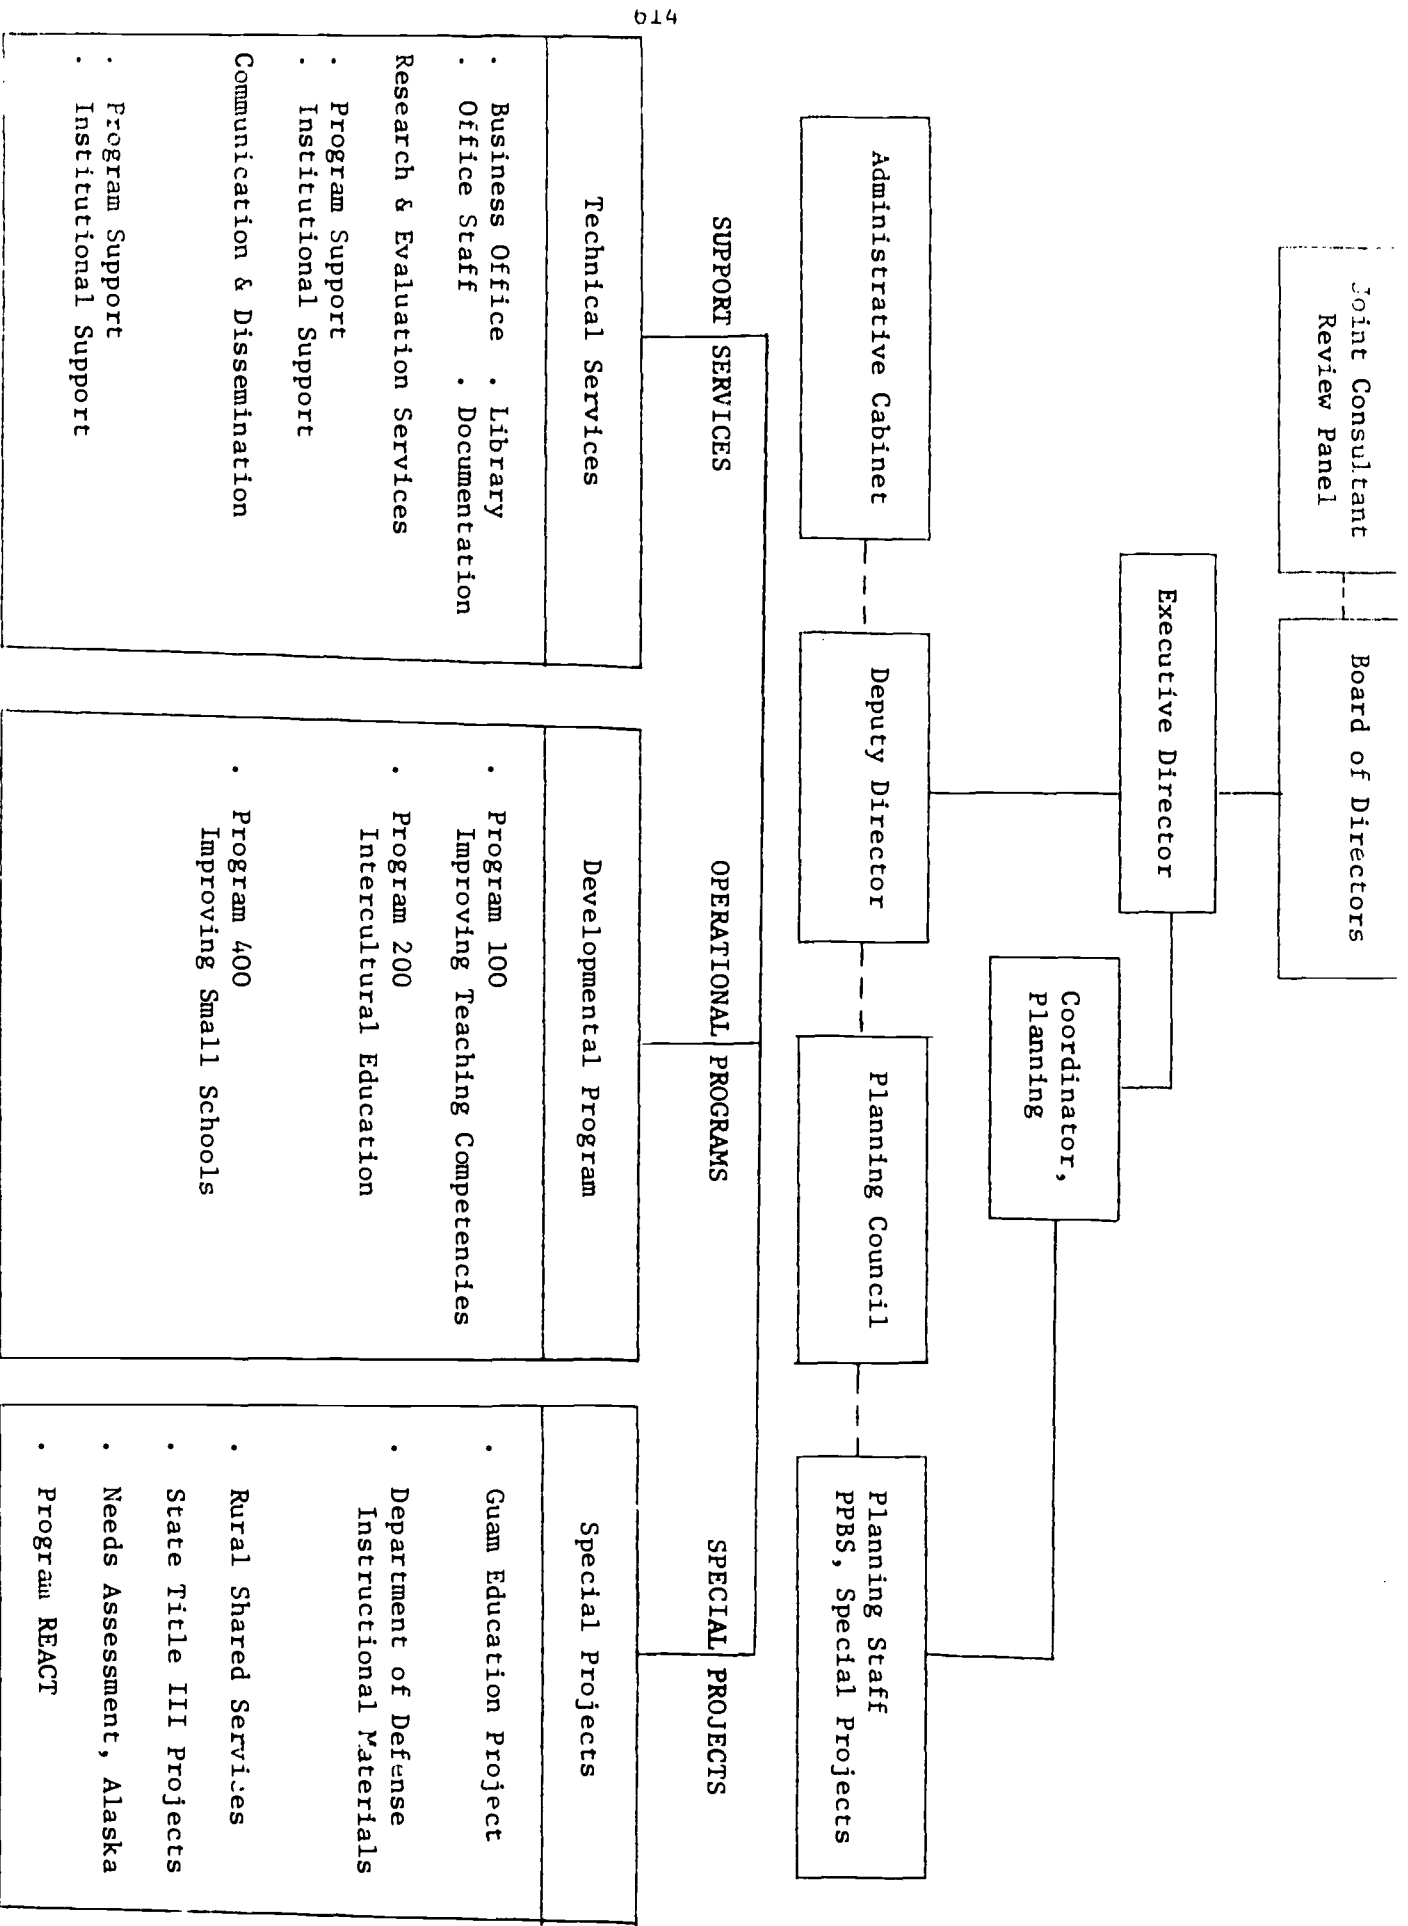 614
Joint Consultant
Review Panel
Board of Directors
Executive Director
Coordinator,
Planning
Administrative Cabinet
Deputy Director
Planning Council
Planning Staff
PPBS, Special Projects
SUPPORT SERVICES
OPERATIONAL PROGRAMS
SPECIAL PROJECTS
Technical Services
· Business Office · Library
· Office Staff · Documentation
Research & Evaluation Services
· Program Support
· Institutional Support
Communication & Dissemination
· Program Support
· Institutional Support
Developmental Program
· Program 100
Improving Teaching Competencies
· Program 200
Intercultural Education
· Program 400
Improving Small Schools
Special Projects
· Guam Education Project
· Department of Defense
Instructional Materials
· Rural Shared Services
· State Title III Projects
· Needs Assessment, Alaska
· Program REACT